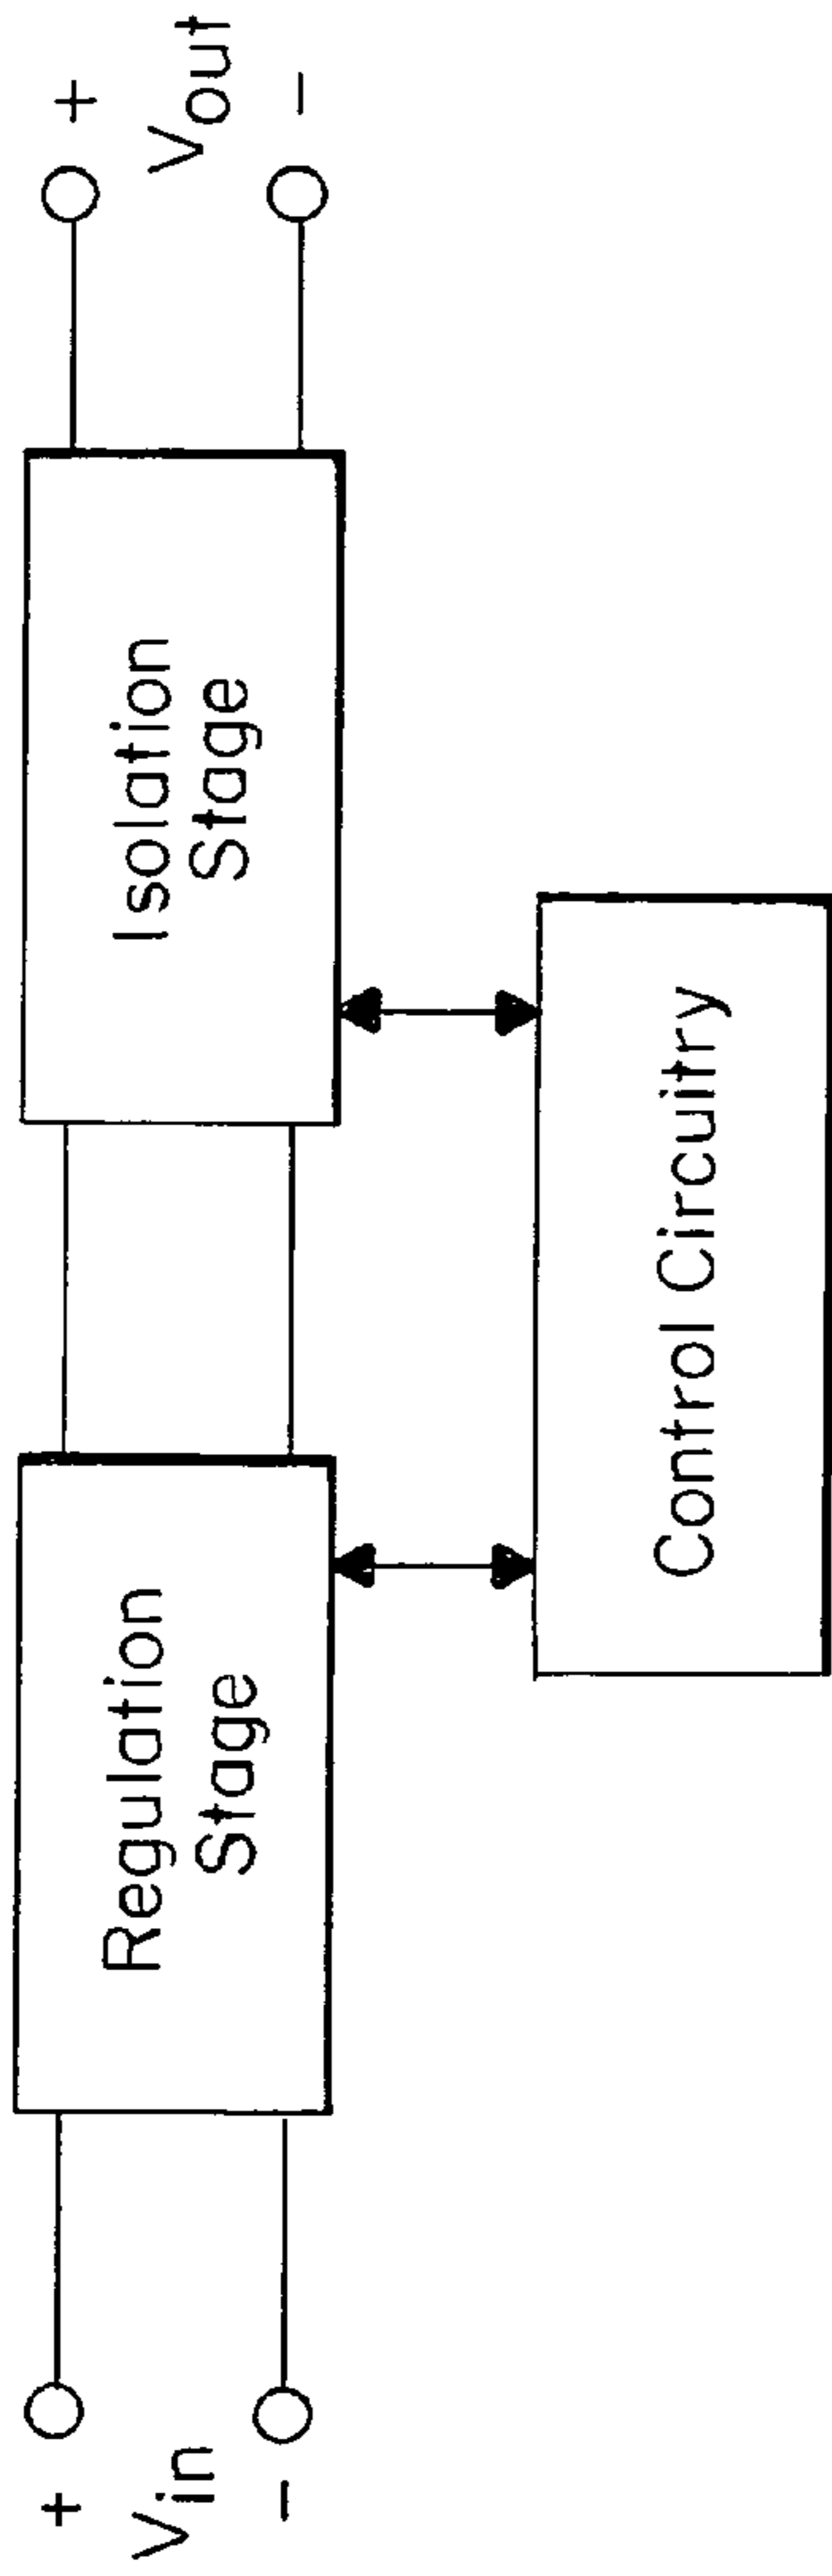 +
Vin
-
Regulation
Stage
Isolation
Stage
+
Vout
-
Control Circuitry